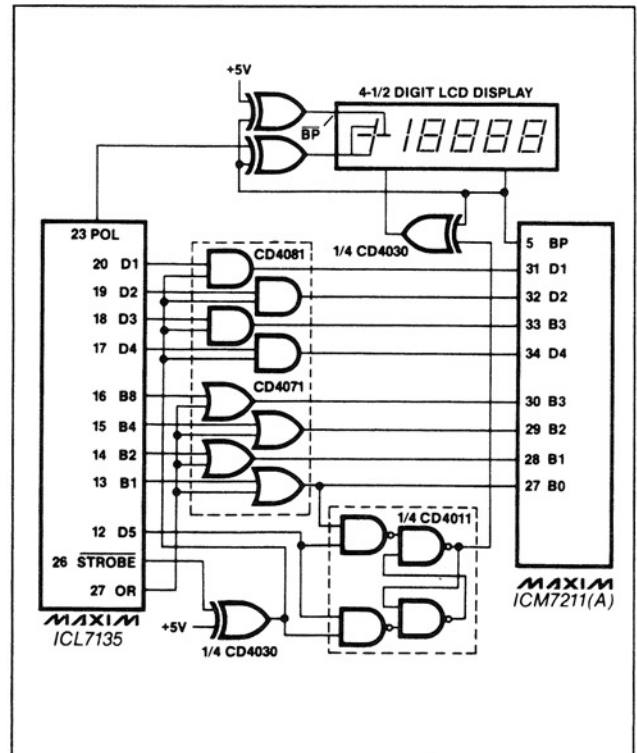 +5V
4-1/2 DIGIT LCD DISPLAY
BP
18888
23 POL
1/4 CD4030
5 BP
20 D1
CD4081
31 D1
19 D2
32 D2
18 D3
33 B3
17 D4
34 D4
CD4071
16 B8
30 B3
15 B4
29 B2
14 B2
28 B1
13 B1
27 B0
12 D5
1/4 CD4011
26 STROBE
27 OR
MAXIM
ICL7135
+5V
1/4 CD4030
MAXIM
ICM7211(A)